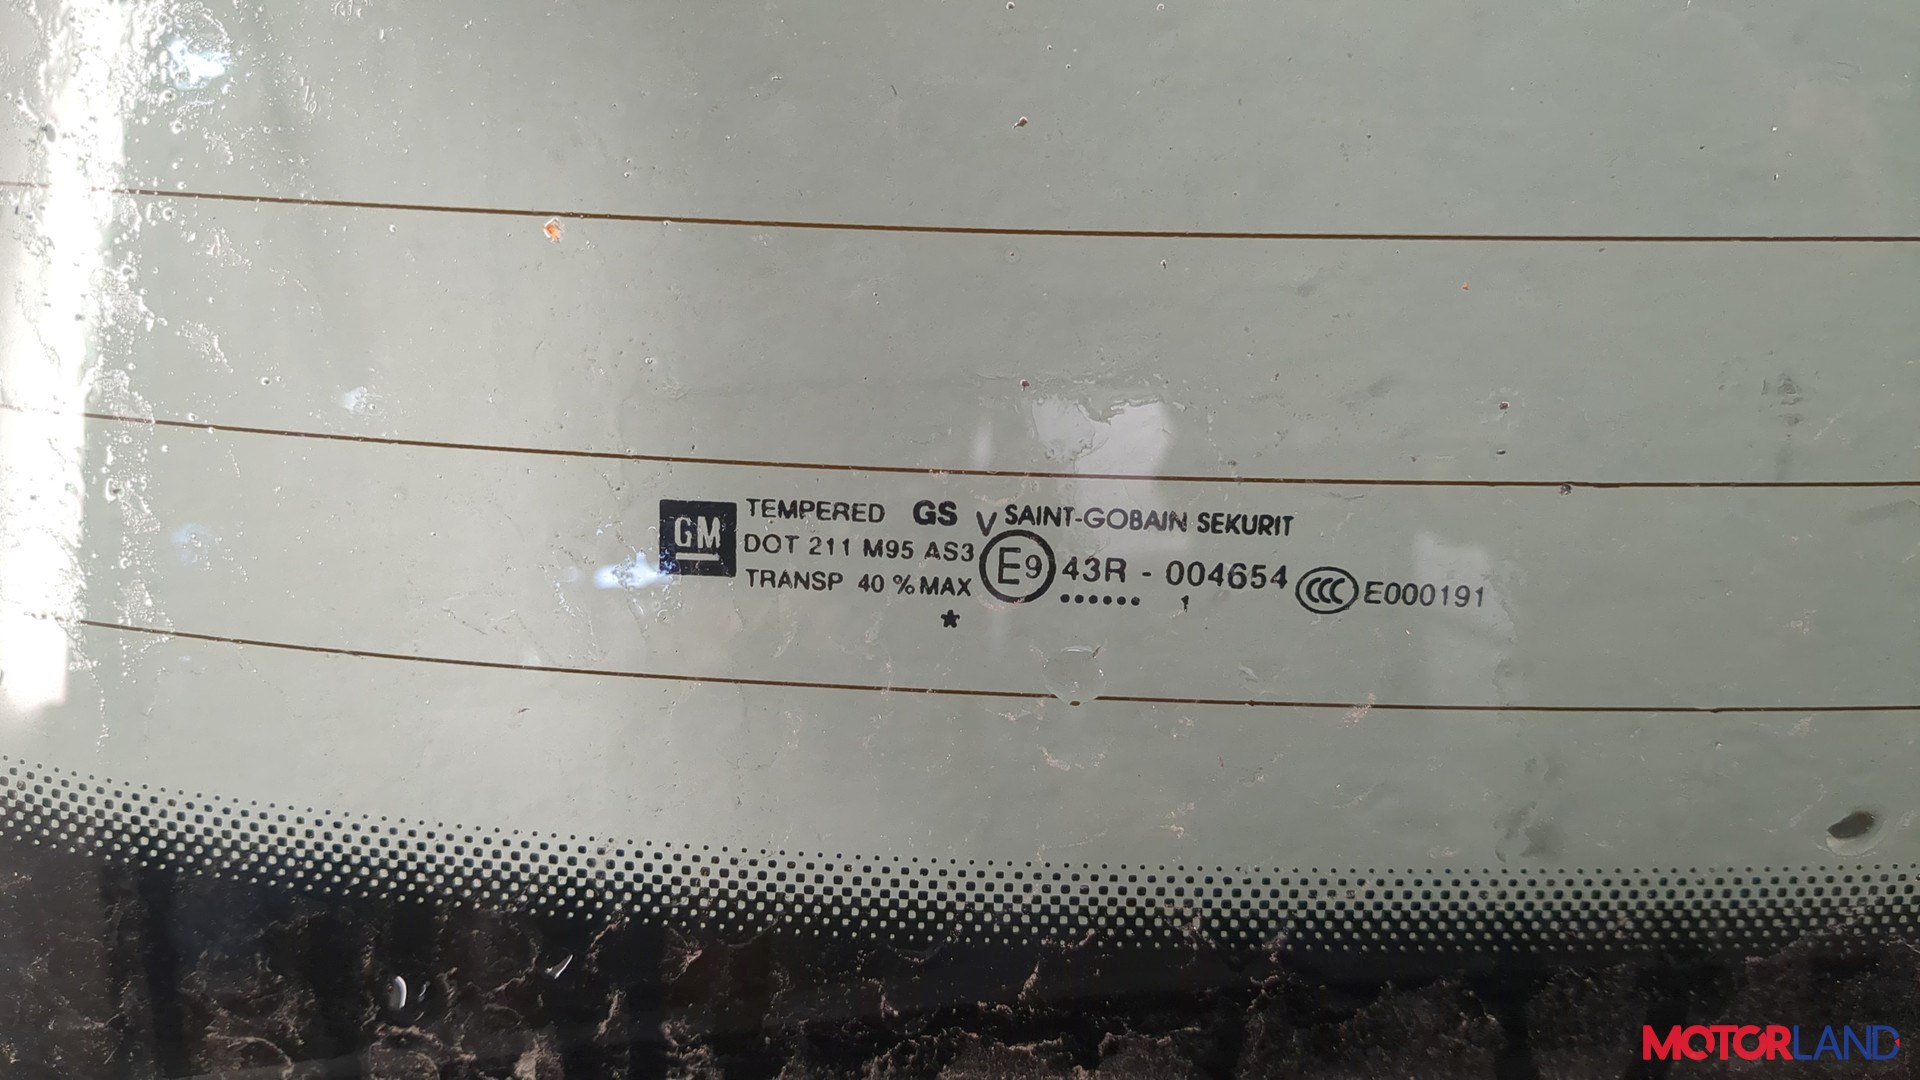 GM
TEMPERED GS V SAINT-GOBAIN SEKURIT
DOT 211 M95 AS3 E9 43R - 004654 CCC E000191
TRANSP 40 % MAX •••••• 1
★
MOTORLAND